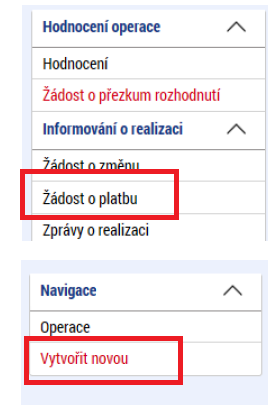 Hodnocení operace
Hodnocení
Žádost o přezkum rozhodnutí
Informování o realizaci
Žádost o změnu
Žádost o platbu
Zprávy o realizaci
Navigace
Operace
Vytvořit novou